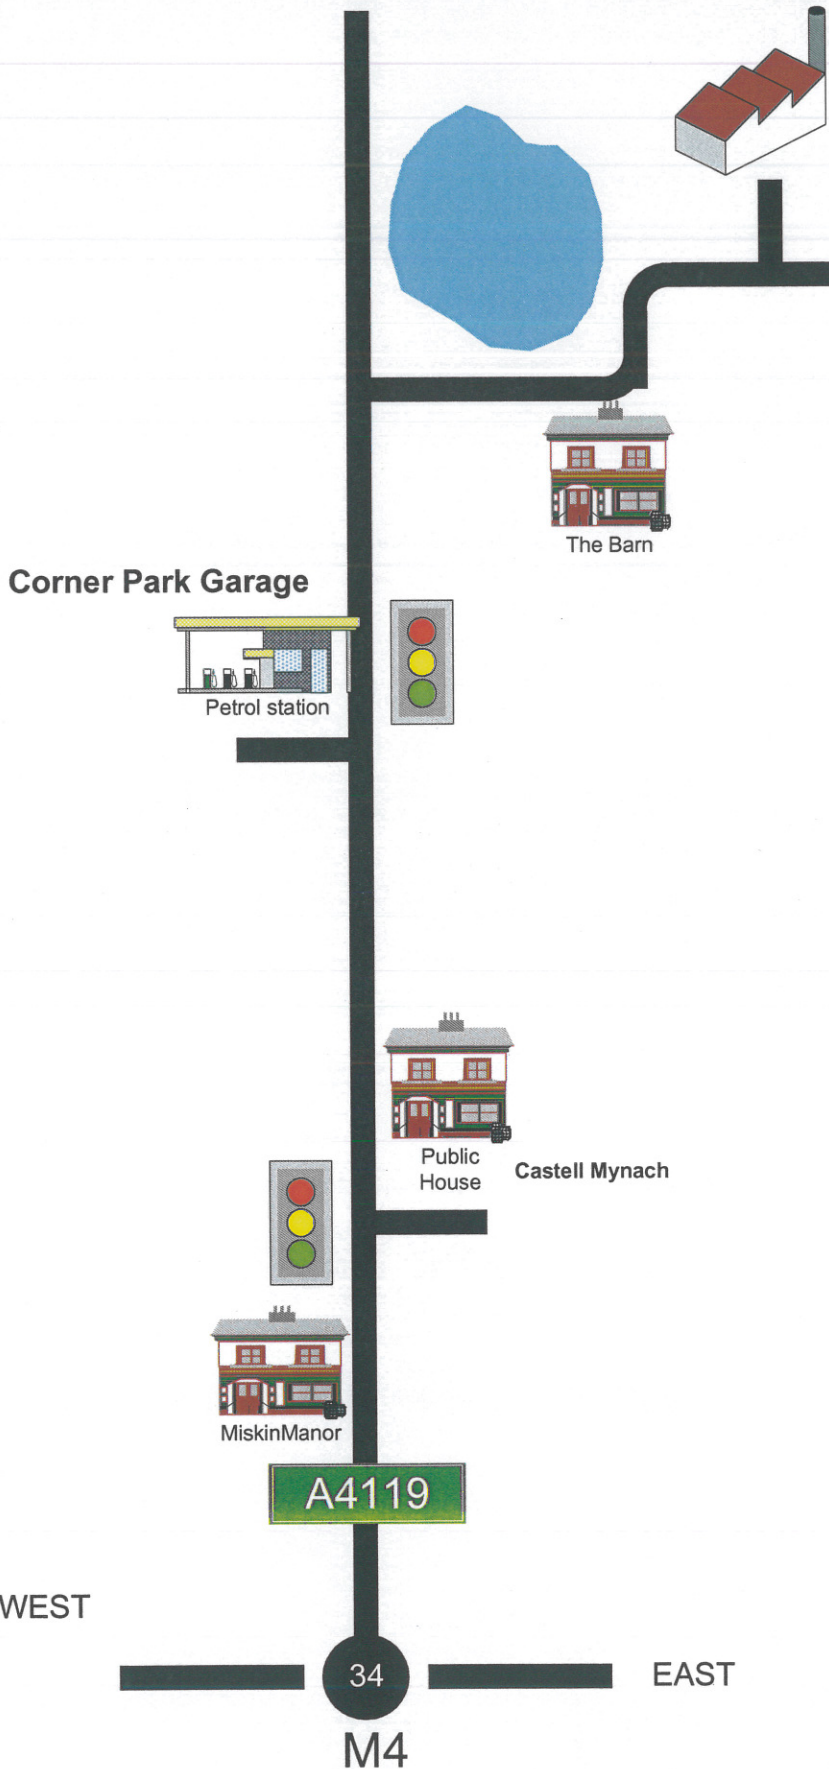 The Barn
Corner Park Garage
Petrol station
Public
House
Castell Mynach
MiskinManor
A4119
WEST
34
EAST
M4